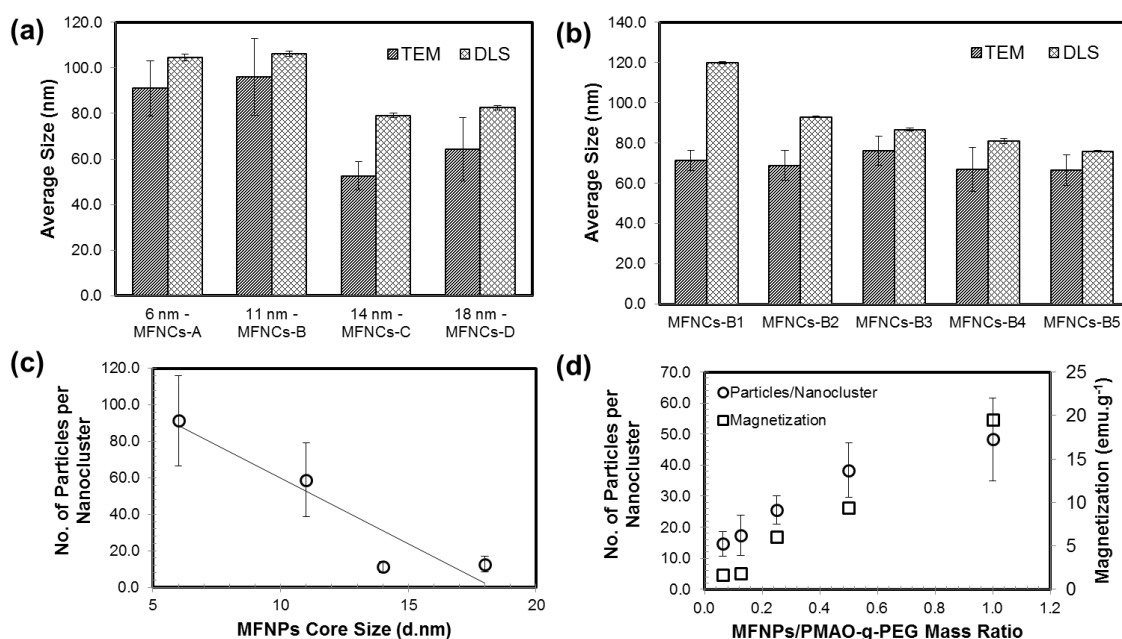 (a)
120.0
100.0
80.0
60.0
40.0
20.0
0.0
Average Size (nm)
TEM DLS
6 nm - 11 nm - 14 nm - 18 nm -
MFNCs-A MFNCs-B MFNCs-C MFNCs-D
(b)
140.0
120.0
100.0
80.0
60.0
40.0
20.0
0.0
Average Size (nm)
TEM DLS
MFNCs-B1 MFNCs-B2 MFNCs-B3 MFNCs-B4 MFNCs-B5
(c)
120.0
100.0
80.0
60.0
40.0
20.0
0.0
No. of Particles per
Nanocluster
5 10 15 20
MFNPs Core Size (d.nm)
(d)
70.0
60.0
50.0
40.0
30.0
20.0
10.0
0.0
No. of Particles per
Nanocluster
Particles/Nanocluster
Magnetization
25
20
15
10
5
0
Magnetization (emu.g-1)
0.0 0.2 0.4 0.6 0.8 1.0 1.2
MFNPs/PMAO-g-PEG Mass Ratio